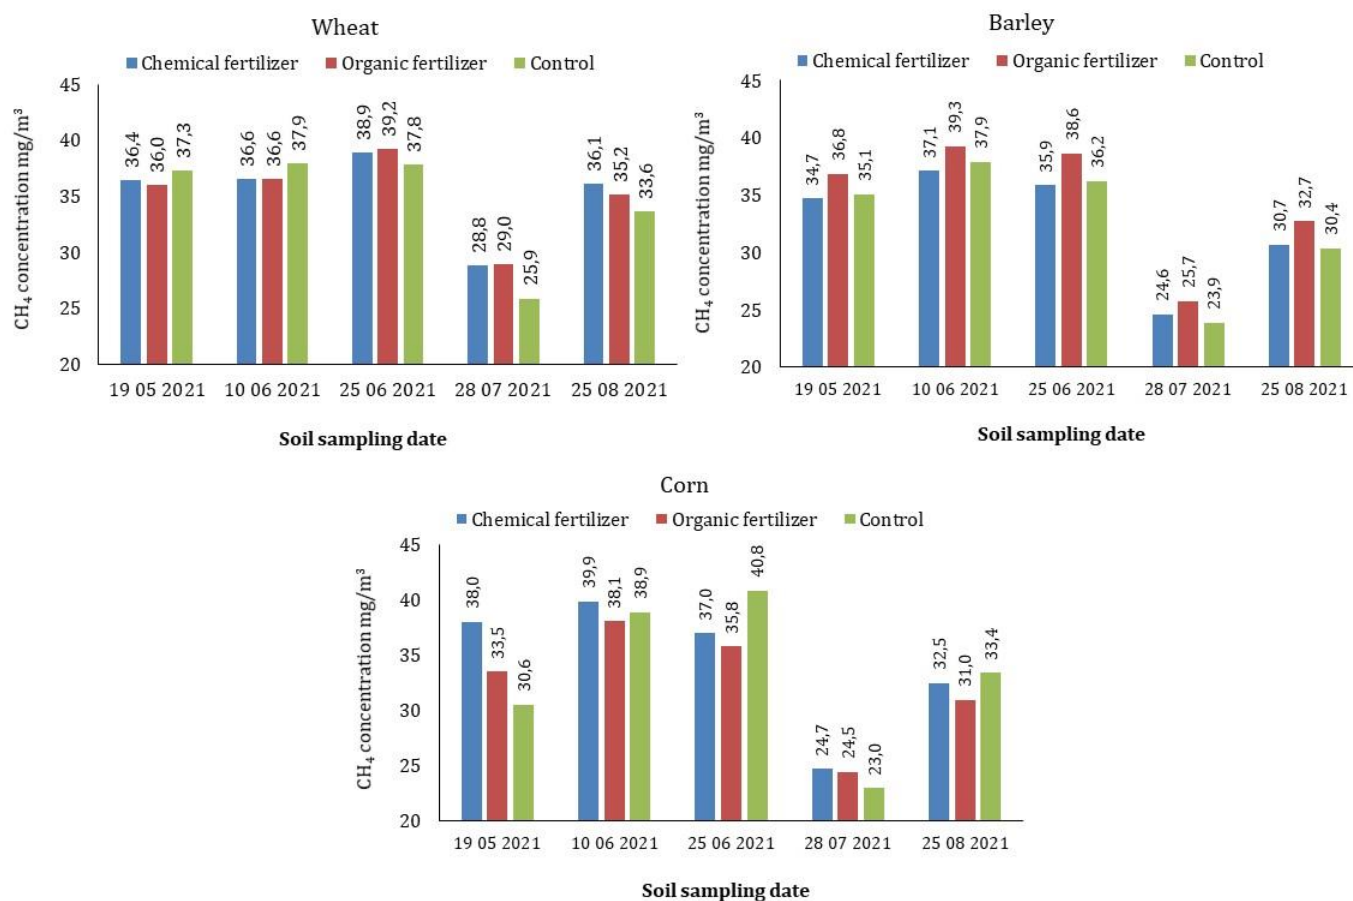 Wheat
Chemical fertilizer Organic fertilizer Control
CH₄ concentration mg/m³
45
40
35
30
25
20
36,4 36,0 37,3 36,6 36,6 37,9 38,9 39,2 37,8 28,8 29,0 25,9 36,1 35,2 33,6
19 05 2021 10 06 2021 25 06 2021 28 07 2021 25 08 2021
Soil sampling date
Barley
Chemical fertilizer Organic fertilizer Control
CH₄ concentration mg/m³
45
40
35
30
25
20
34,7 36,8 35,1 37,1 39,3 37,9 35,9 38,6 36,2 24,6 25,7 23,9 30,7 32,7 30,4
19 05 2021 10 06 2021 25 06 2021 28 07 2021 25 08 2021
Soil sampling date
Corn
Chemical fertilizer Organic fertilizer Control
CH₄ concentration mg/m³
45
40
35
30
25
20
38,0 33,5 30,6 39,9 38,1 38,9 37,0 35,8 40,8 24,7 24,5 23,0 32,5 31,0 33,4
19 05 2021 10 06 2021 25 06 2021 28 07 2021 25 08 2021
Soil sampling date